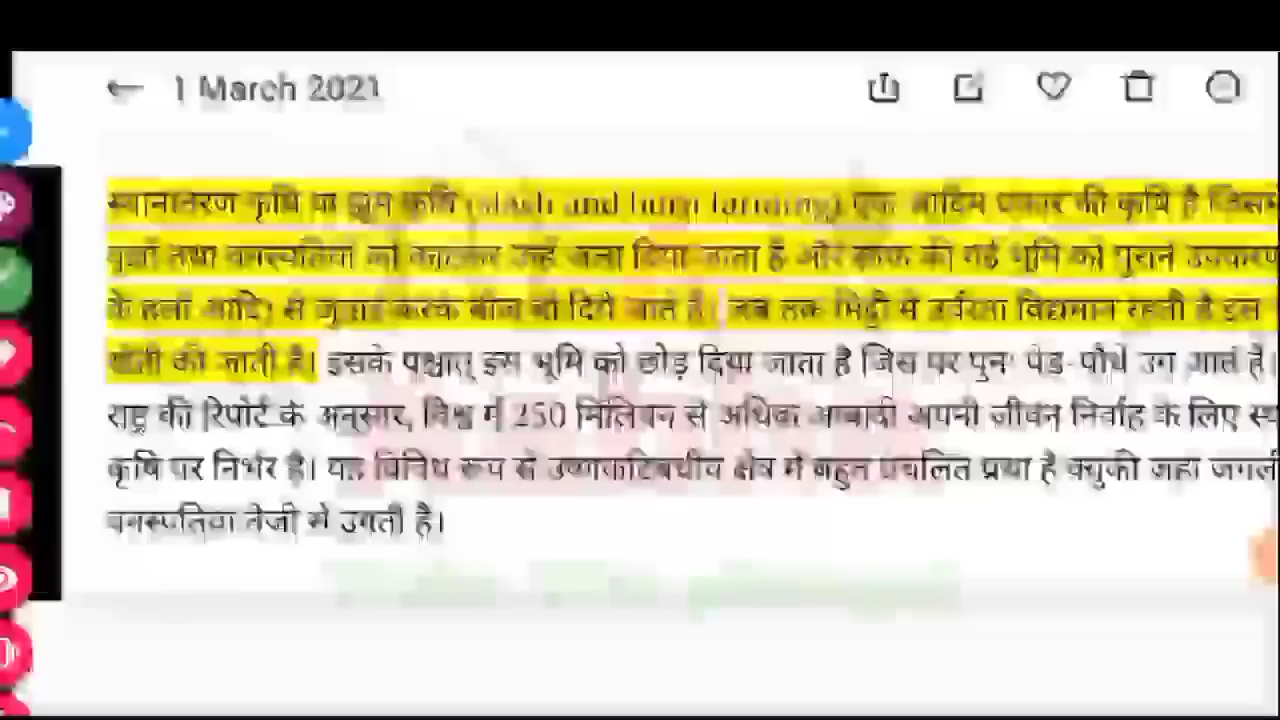 1 March 2021
स्थानांतरण कृषि या झूम कृषि (slash and burn farming) एक आदिम प्रकार की कृषि है जिसम
वृक्षों तथा वनस्पतियों को काटकर उन्हें जला दिया जाता है और साफ की गई भूमि को पुराने उपकरण
के हलों आदि) से जुताई करके बीज बो दिये जाते हैं। जब तक मिट्टी में उर्वरता विद्यमान रहती है इस
खेती की जाती है। इसके पश्चात् इस भूमि को छोड़ दिया जाता है जिस पर पुनः पेड़-पौधे उग आते हैं।
राष्ट्र की रिपोर्ट के अनुसार, विश्व में 250 मिलियन से अधिक आबादी अपनी जीवन निर्वाह के लिए स्थ
कृषि पर निर्भर है। यह विविध रूप से उष्णकटिबंधीय क्षेत्र में बहुत प्रचलित प्रथा है क्युकी जहा जंगली
वनस्पतिया तेजी से उगती है।